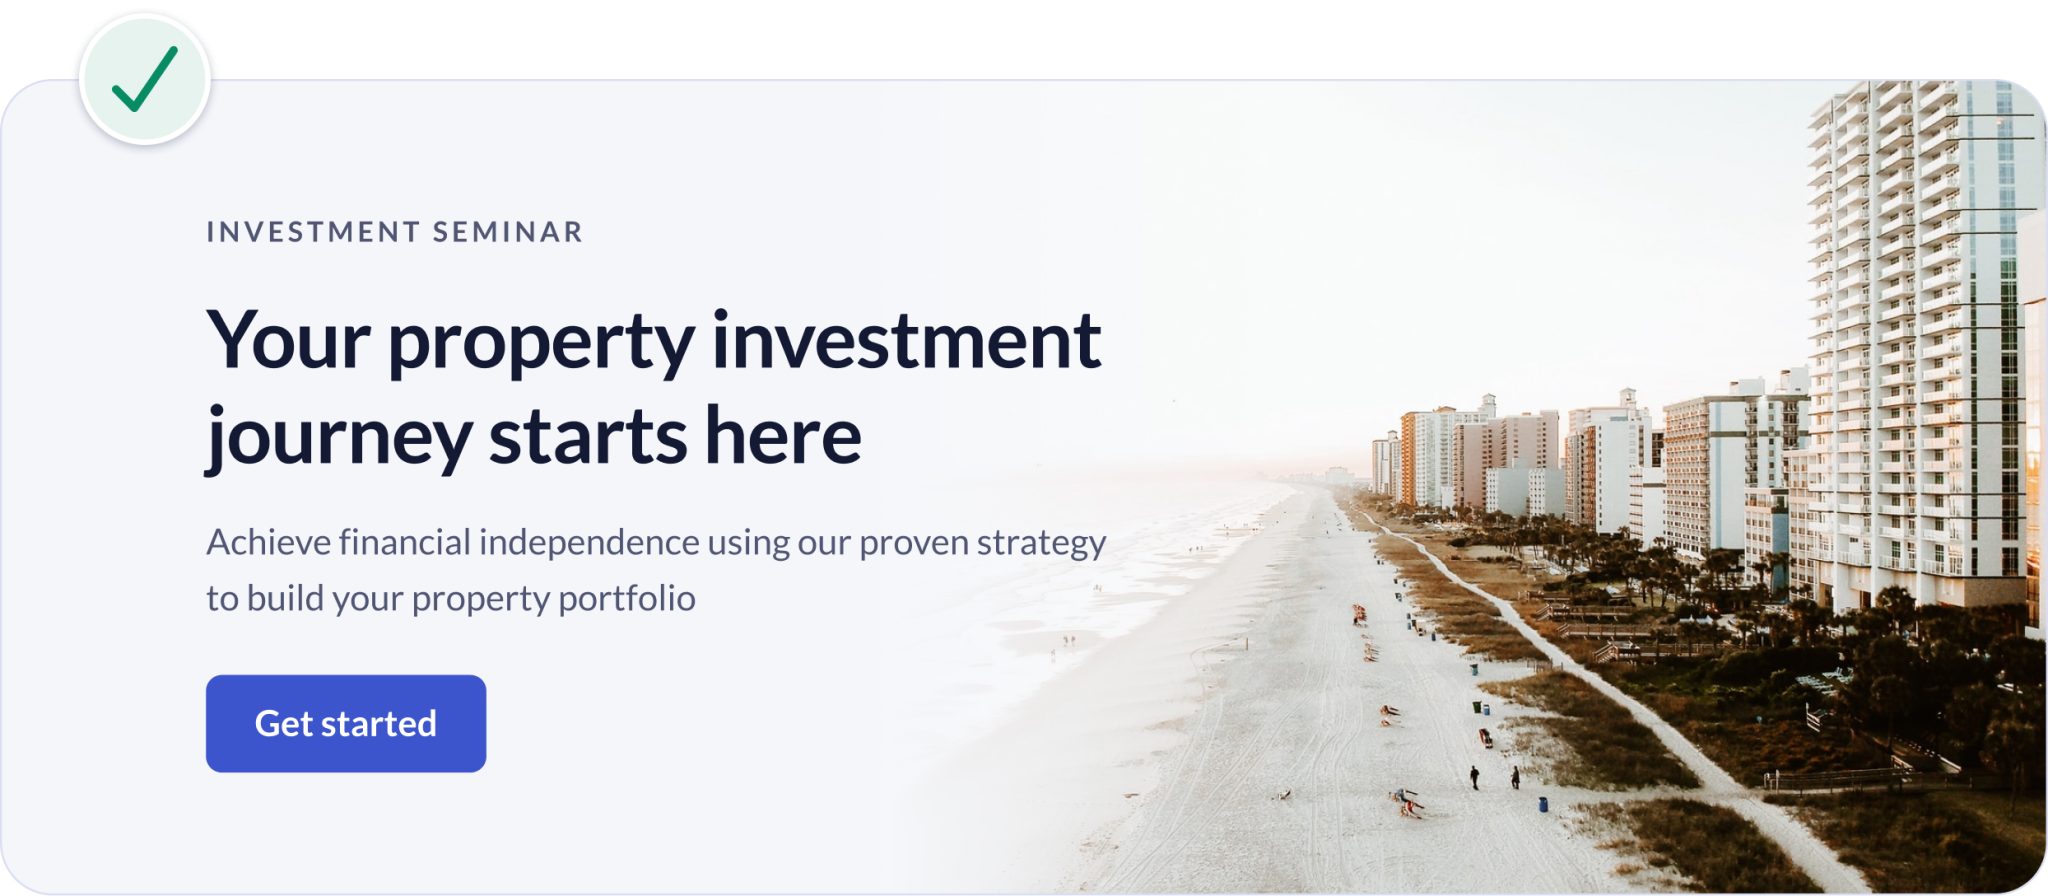 INVESTMENT SEMINAR
Your property investment
journey starts here
Achieve financial independence using our proven strategy
to build your property portfolio
Get started